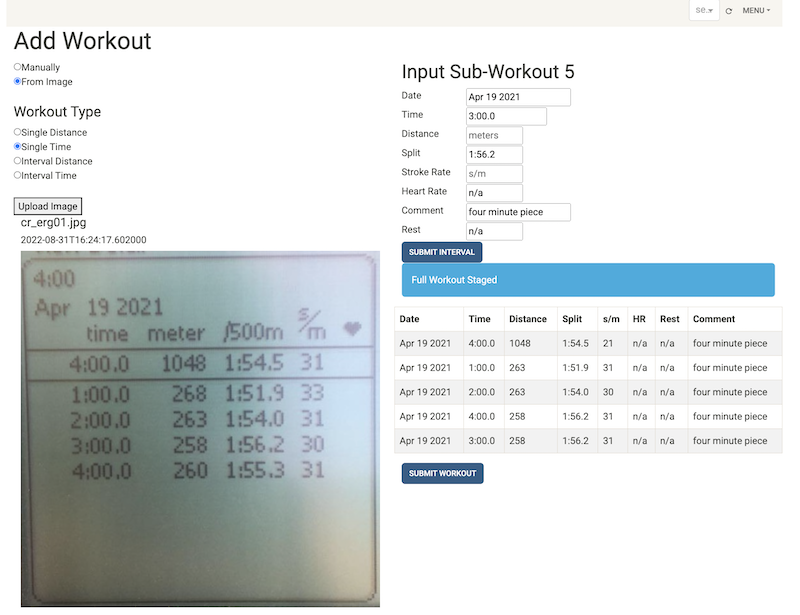 se..
MENU
Add Workout
Manually
From Image
Workout Type
Single Distance
Single Time
Interval Distance
Interval Time
Upload Image
cr_erg01.jpg
2022-08-31T16:24:17.602000
4:00
Apr 19 2021
time meter /500m s/m
4:00.0 1048 1:54.5 31
1:00.0 268 1:51.9 33
2:00.0 263 1:54.0 31
3:00.0 258 1:56.2 30
4:00.0 260 1:55.3 31
Input Sub-Workout 5
Date Apr 19 2021
Time 3:00.0
Distance meters
Split 1:56.2
Stroke Rate s/m
Heart Rate n/a
Comment four minute piece
Rest n/a
SUBMIT INTERVAL
Full Workout Staged
Date Time Distance Split s/m HR Rest Comment
Apr 19 2021 4:00.0 1048 1:54.5 21 n/a n/a four minute piece
Apr 19 2021 1:00.0 263 1:51.9 31 n/a n/a four minute piece
Apr 19 2021 2:00.0 263 1:54.0 30 n/a n/a four minute piece
Apr 19 2021 4:00.0 258 1:56.2 31 n/a n/a four minute piece
Apr 19 2021 3:00.0 258 1:56.2 31 n/a n/a four minute piece
SUBMIT WORKOUT